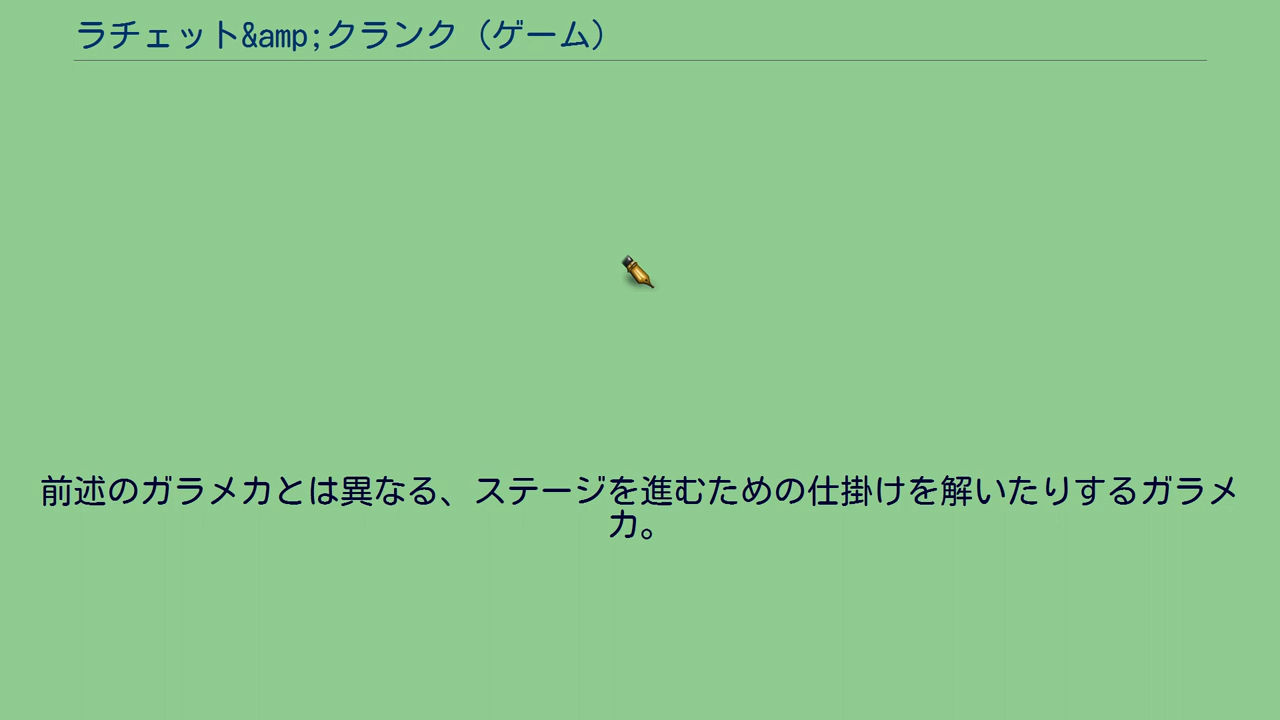 ラチェット&amp;クランク（ゲーム）
前述のガラメカとは異なる、ステージを進むための仕掛けを解いたりするガラメ
カ。